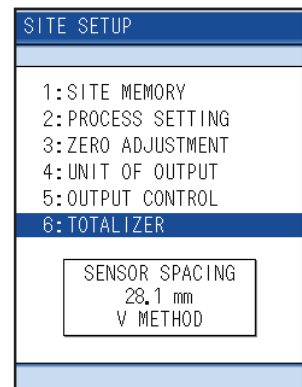 SITE SETUP
1:SITE MEMORY
2:PROCESS SETTING
3:ZERO ADJUSTMENT
4:UNIT OF OUTPUT
5:OUTPUT CONTROL
6:TOTALIZER
SENSOR SPACING
28.1 mm
V METHOD